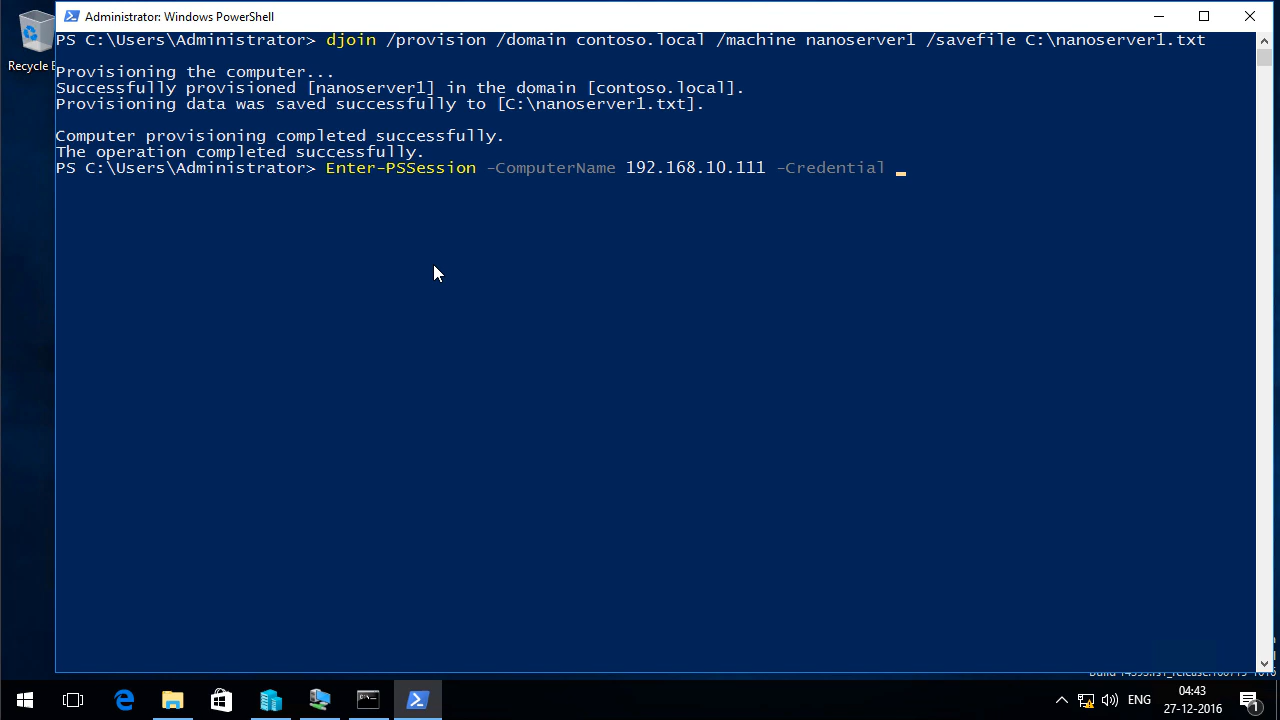 Administrator: Windows PowerShell
PS C:\Users\Administrator> djoin /provision /domain contoso.local /machine nanoserver1 /savefile C:\nanoserver1.txt
Provisioning the computer...
Successfully provisioned [nanoserver1] in the domain [contoso.local].
Provisioning data was saved successfully to [C:\nanoserver1.txt].
Computer provisioning completed successfully.
The operation completed successfully.
PS C:\Users\Administrator> Enter-PSSession -ComputerName 192.168.10.111 -Credential _
Recycle
ENG
04:43
27-12-2016
1